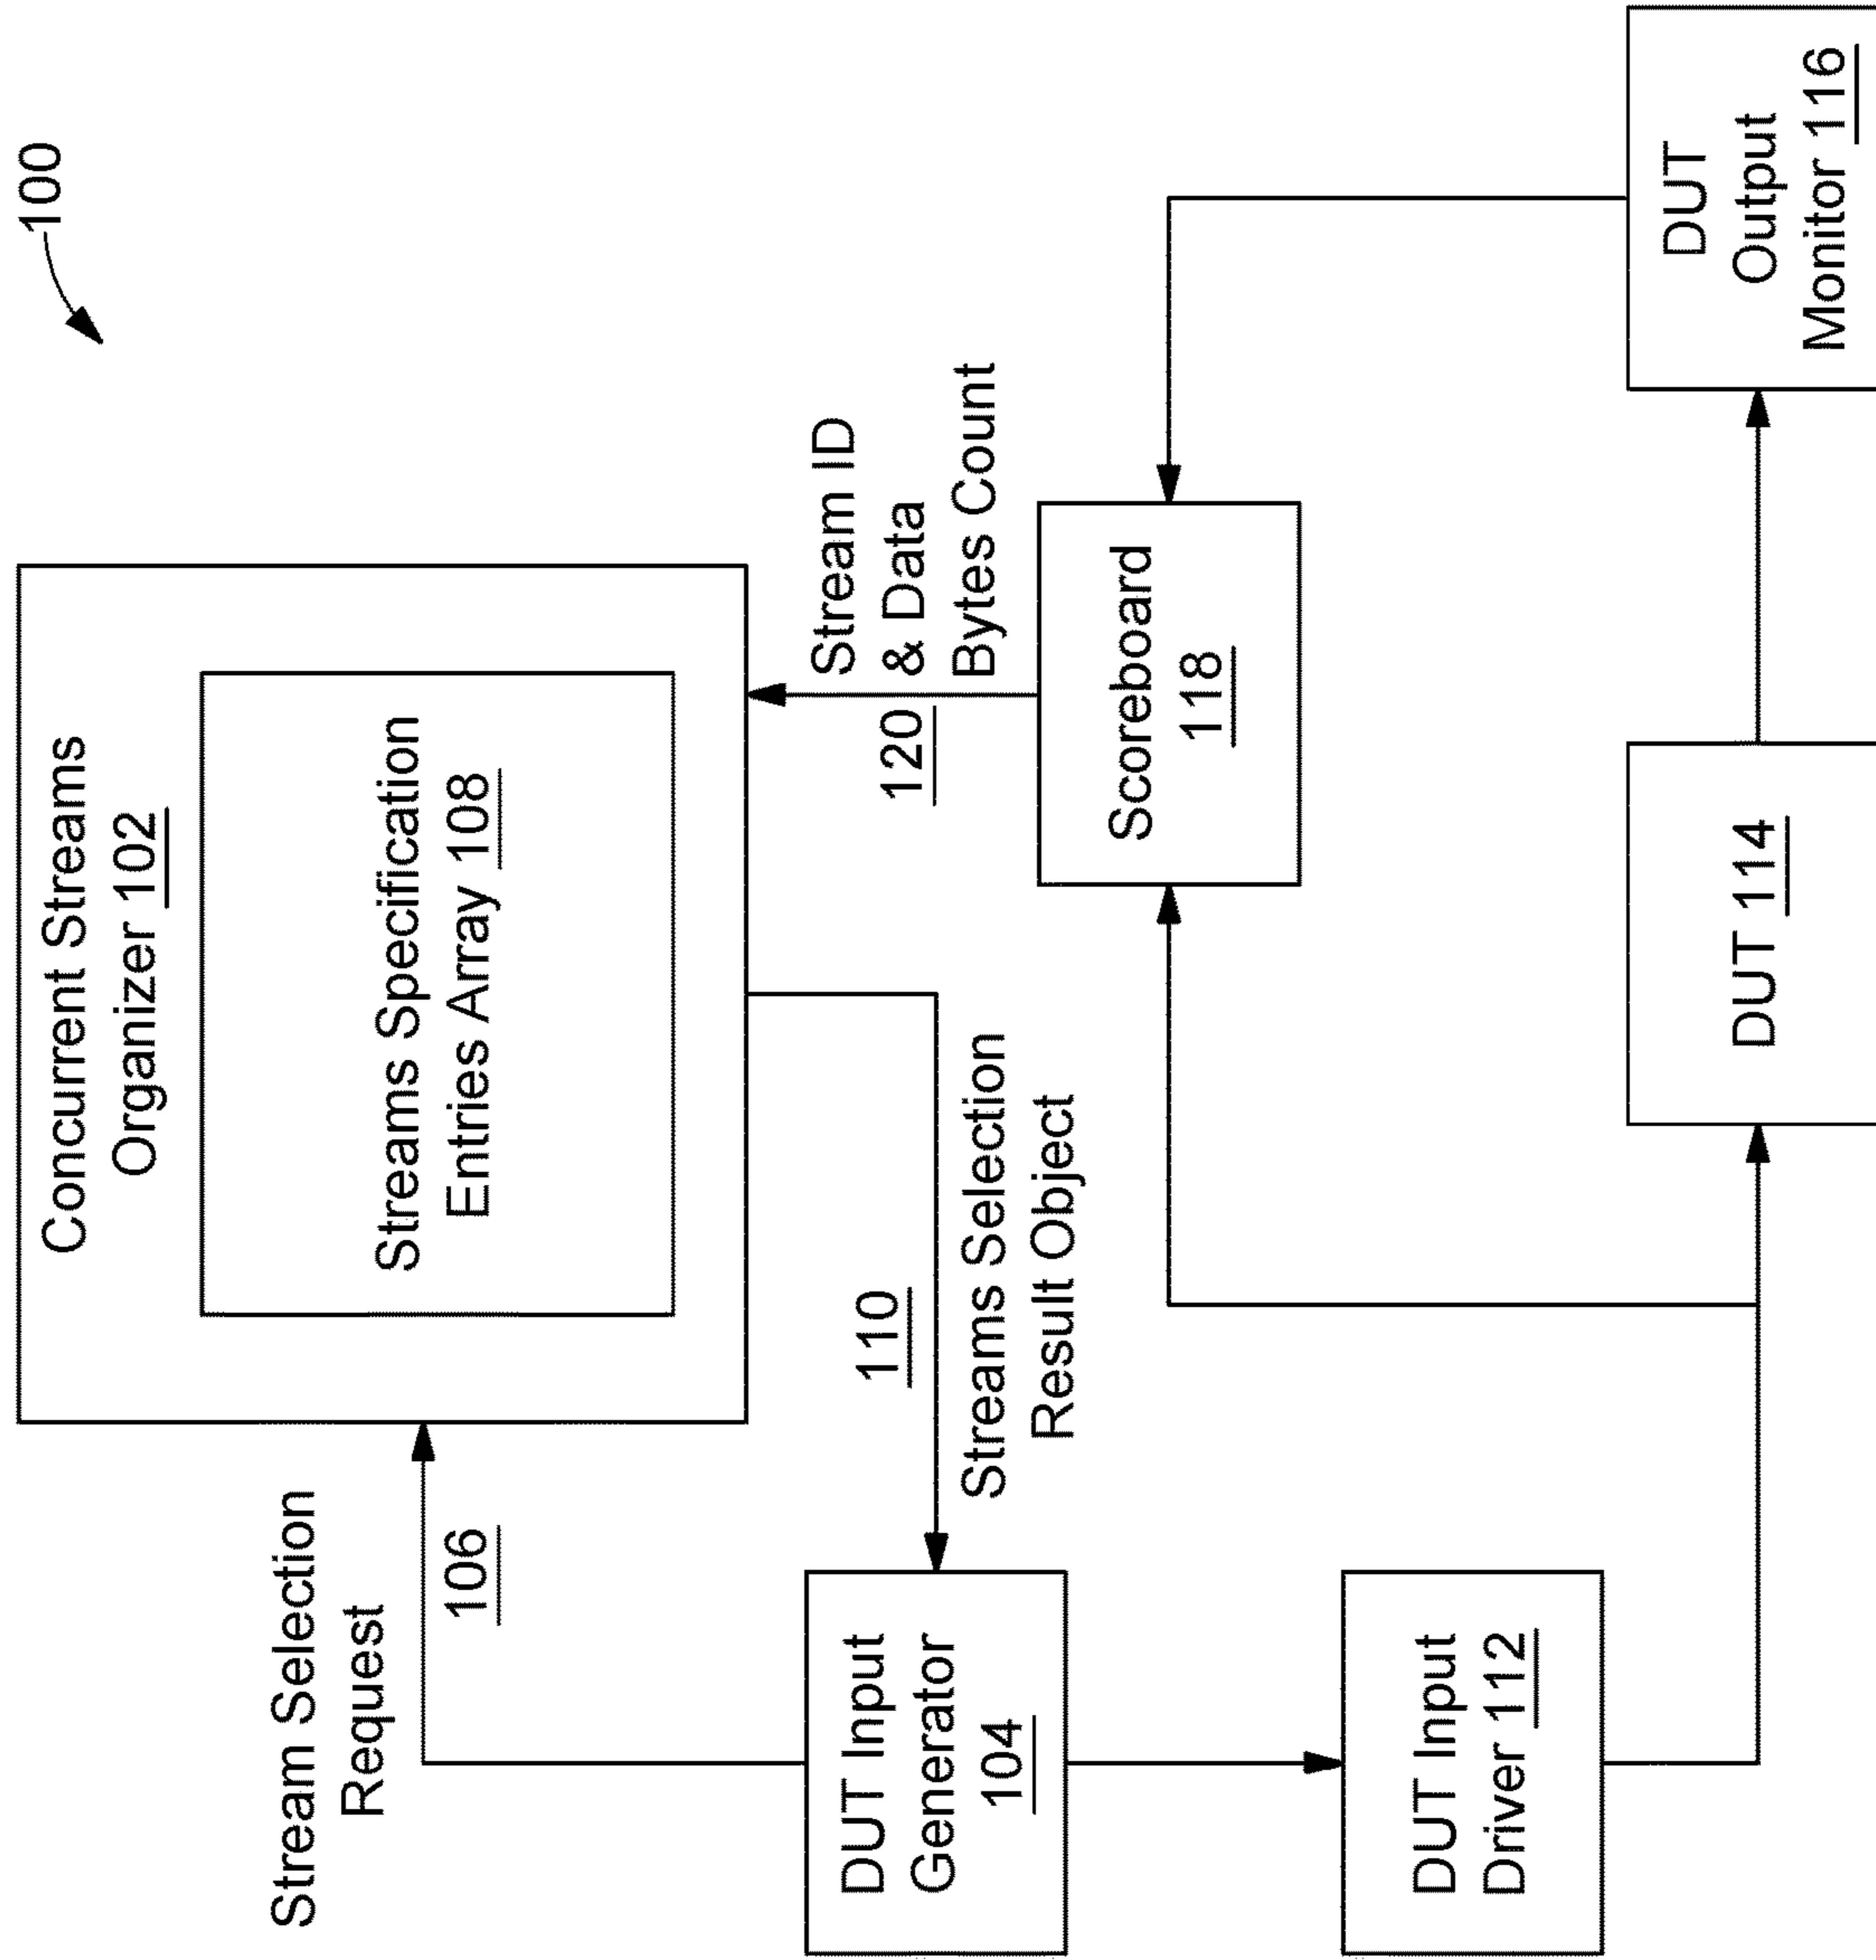 100
Concurrent Streams
Organizer 102
Streams Specification
Entries Array 108
Stream Selection
Request
106
110
Streams Selection
Result Object
Stream ID
& Data
Bytes Count
120
DUT Input
Generator
104
Scoreboard
118
DUT Input
Driver 112
DUT 114
DUT
Output
Monitor 116